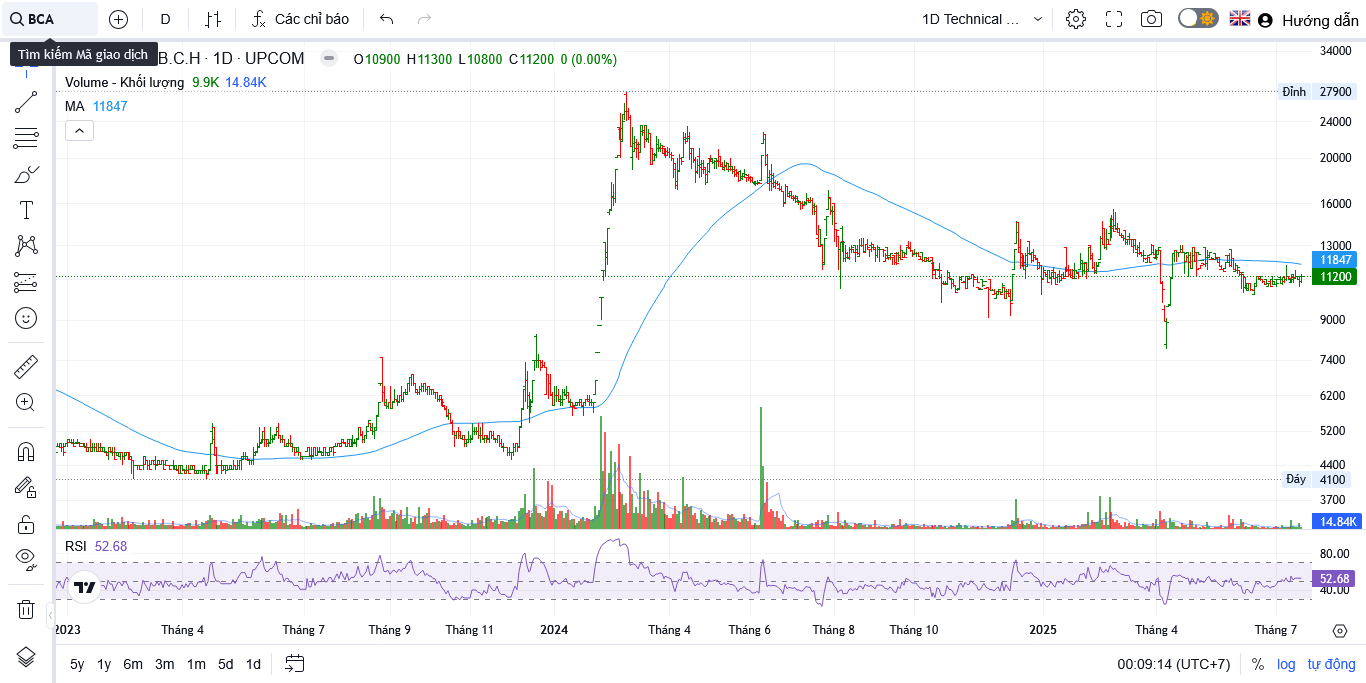 BCA
D
Các chỉ báo
1D Technical ...
Hướng dẫn
Tìm kiếm Mã giao dịch
B.C.H · 1D · UPCOM
O10900 H11300 L10800 C11200 0 (0.00%)
Volume - Khối lượng 9.9K 14.84K
MA 11847
34000
Đỉnh 27900
24000
20000
16000
13000
11847
11200
9000
7400
6200
5200
4400
Đáy 4100
3700
14.84K
RSI 52.68
80.00
52.68
40.00
2023
Tháng 4
Tháng 7
Tháng 9
Tháng 11
2024
Tháng 4
Tháng 6
Tháng 8
Tháng 10
2025
Tháng 4
Tháng 7
5y 1y 6m 3m 1m 5d 1d
00:09:14 (UTC+7)
% log tự động